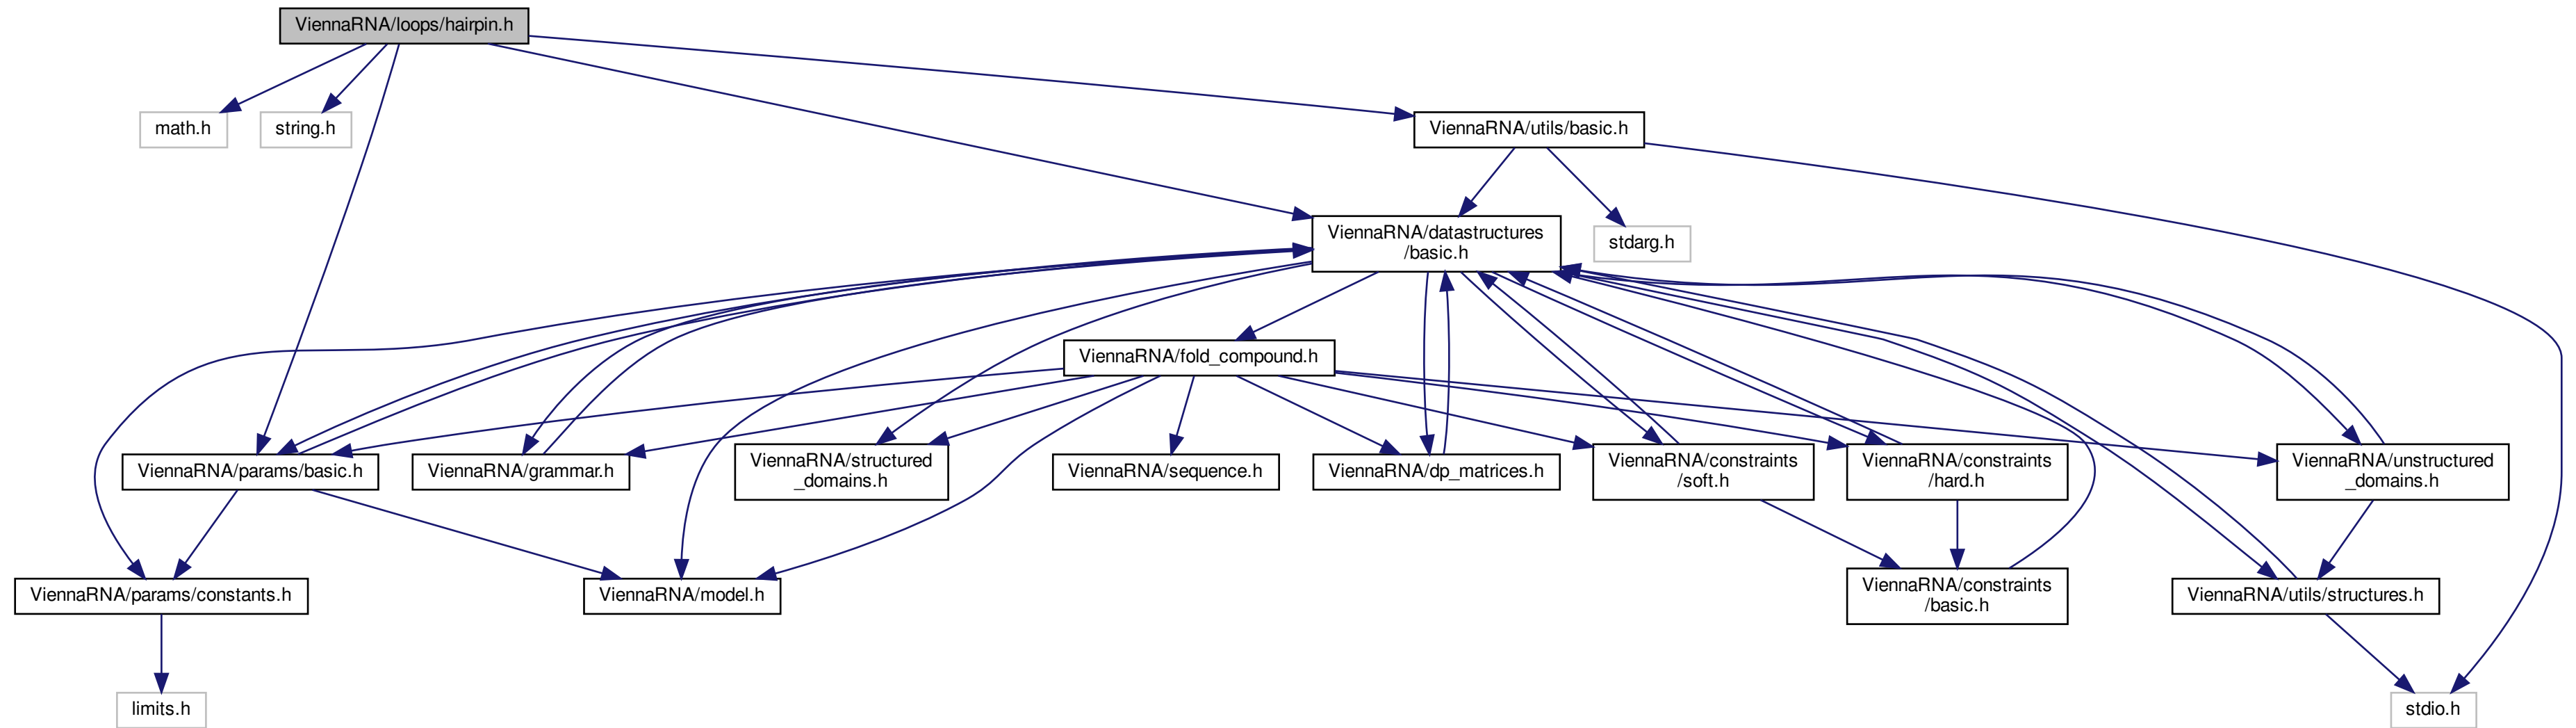 ViennaRNA/loops/hairpin.h
math.h
string.h
ViennaRNA/utils/basic.h
ViennaRNA/datastructures
/basic.h
stdarg.h
ViennaRNA/fold_compound.h
ViennaRNA/params/basic.h
ViennaRNA/grammar.h
ViennaRNA/structured
_domains.h
ViennaRNA/sequence.h
ViennaRNA/dp_matrices.h
ViennaRNA/constraints
/soft.h
ViennaRNA/constraints
/hard.h
ViennaRNA/unstructured
_domains.h
ViennaRNA/params/constants.h
ViennaRNA/model.h
ViennaRNA/constraints
/basic.h
ViennaRNA/utils/structures.h
limits.h
stdio.h